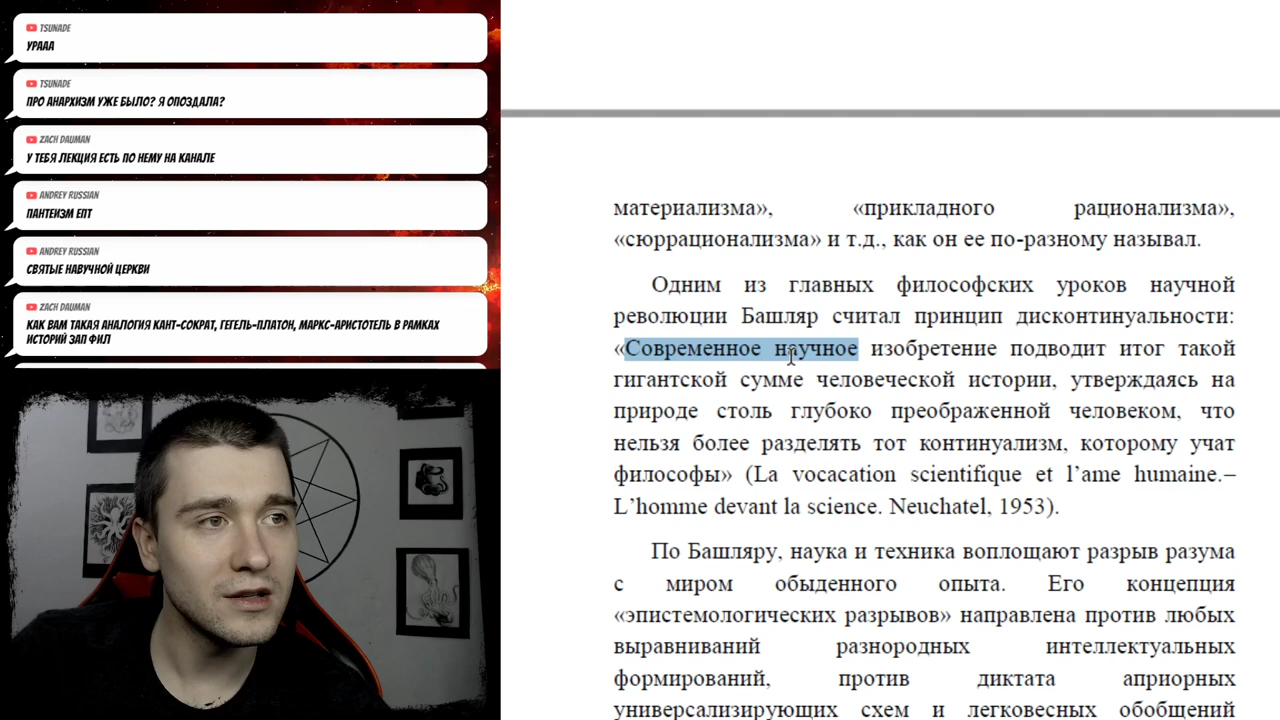 TSUNADE
УРААА
TSUNADE
ПРО АНАРХИЗМ УЖЕ БЫЛО? Я ОПОЗДАЛА?
ZACH DAUMAN
У ТЕБЯ ЛЕКЦИЯ ЕСТЬ ПО НЕМУ НА КАНАЛЕ
ANDREY RUSSIAN
ПАНТЕИЗМ ЕПТ
ANDREY RUSSIAN
СВЯТЫЕ НАВУЧНОЙ ЦЕРКВИ
ZACH DAUMAN
КАК ВАМ ТАКАЯ АНАЛОГИЯ КАНТ-СОКРАТ, ГЕГЕЛЬ-ПЛАТОН, МАРКС-АРИСТОТЕЛЬ В РАМКАХ
ИСТОРИЙ ЗАП ФИЛ
материализма», «прикладного рационализма»,
«сюррационализма» и т.д., как он ее по-разному называл.
Одним из главных философских уроков научной
революции Башляр считал принцип дисконтинуальности:
«Современное научное изобретение подводит итог такой
гигантской сумме человеческой истории, утверждаясь на
природе столь глубоко преображенной человеком, что
нельзя более разделять тот континуализм, которому учат
философы» (La vocacation scientifique et l’ame humaine.–
L’homme devant la science. Neuchatel, 1953).
По Башляру, наука и техника воплощают разрыв разума
с миром обыденного опыта. Его концепция
«эпистемологических разрывов» направлена против любых
выравниваний разнородных интеллектуальных
формирований, против диктата априорных
универсализирующих схем и легковесных обобщений